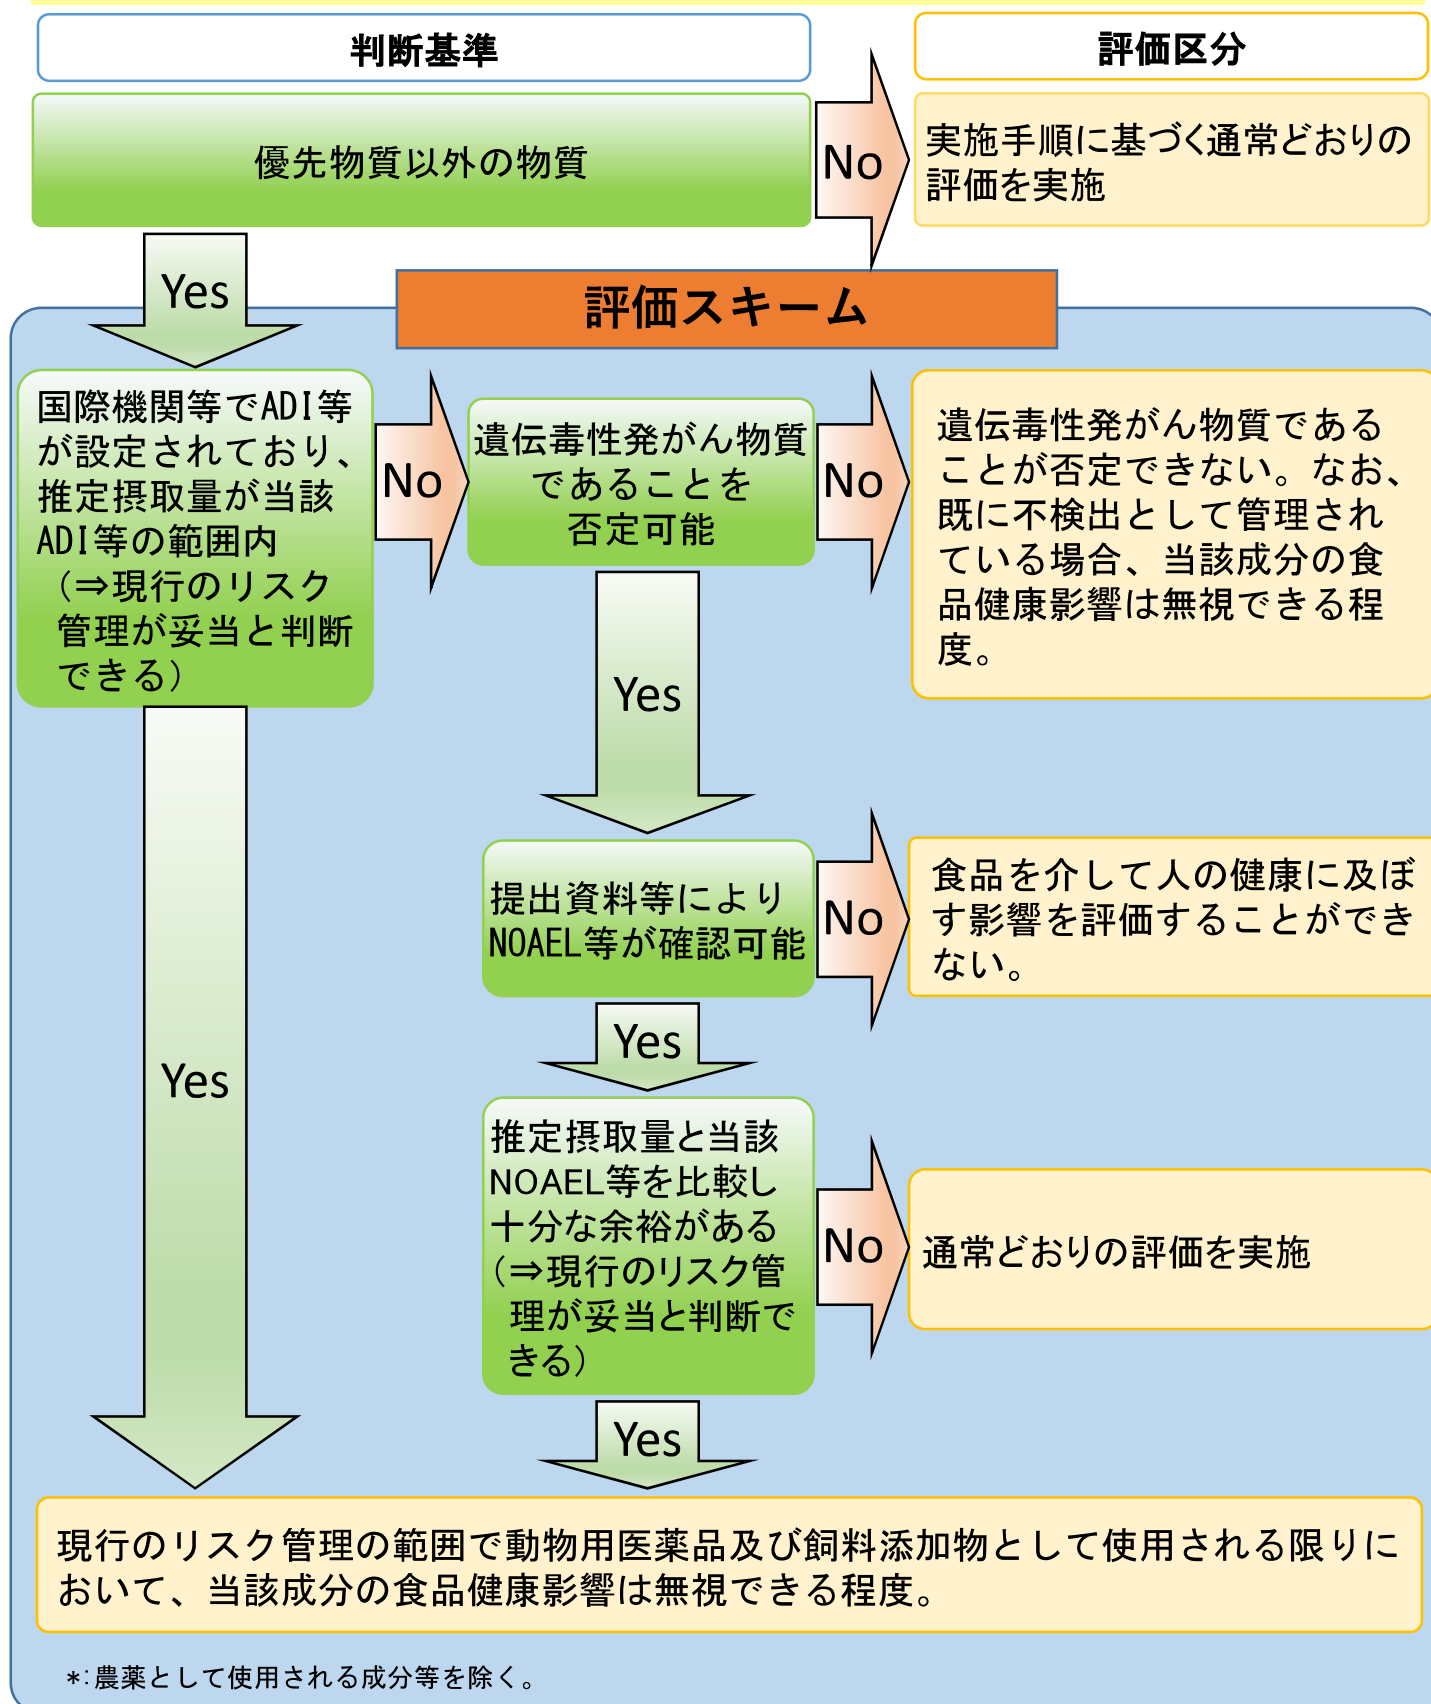 判断基準
評価区分
優先物質以外の物質
No
実施手順に基づく通常どおりの
評価を実施
Yes
評価スキーム
国際機関等でADI等
が設定されており、
推定摂取量が当該
ADI等の範囲内
（⇒現行のリスク
管理が妥当と判断
できる）
No
遺伝毒性発がん物質
であることを
否定可能
No
遺伝毒性発がん物質である
ことが否定できない。なお、
既に不検出として管理され
ている場合、当該成分の食
品健康影響は無視できる程
度。
Yes
提出資料等により
NOAEL等が確認可能
No
食品を介して人の健康に及ぼ
す影響を評価することができ
ない。
Yes
Yes
推定摂取量と当該
NOAEL等を比較し
十分な余裕がある
（⇒現行のリスク管
理が妥当と判断で
きる）
No
通常どおりの評価を実施
Yes
現行のリスク管理の範囲で動物用医薬品及び飼料添加物として使用される限りに
おいて、当該成分の食品健康影響は無視できる程度。
*:農薬として使用される成分等を除く。